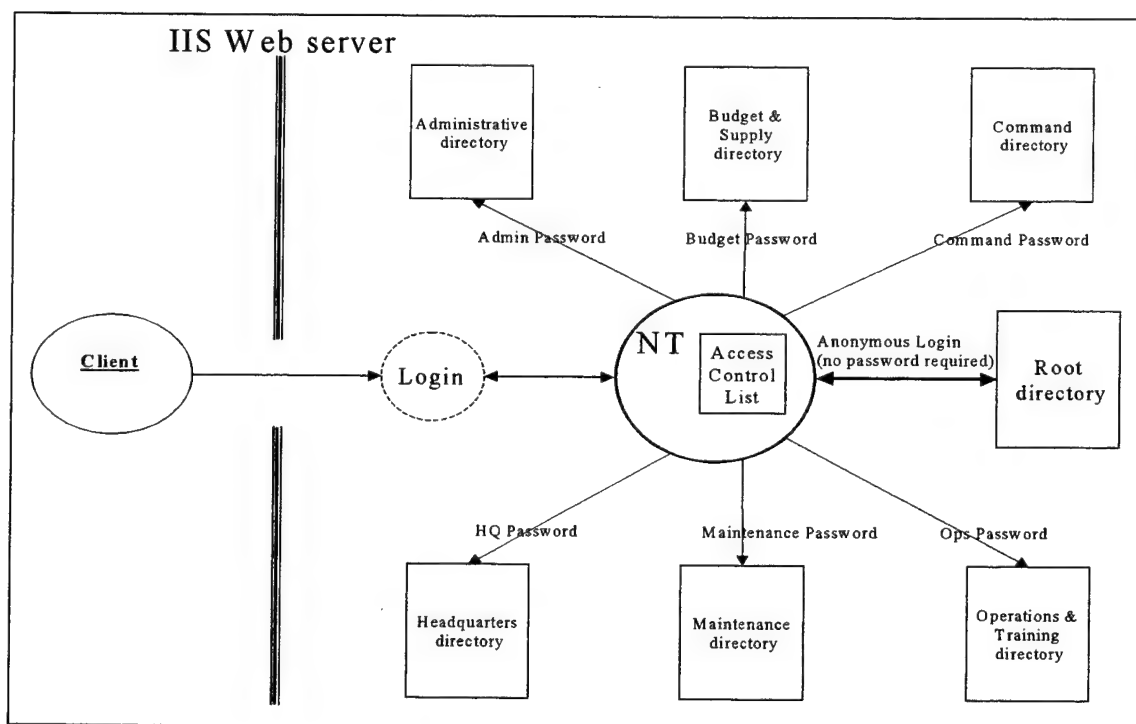 IIS Web server
Administrative
directory
Budget &
Supply
directory
Command
directory
Admin Password
Budget Password
Command Password
Client
Login
NT
Access
Control
List
Anonymous Login
(no password required)
Root
directory
HQ Password
Maintenance Password
Ops Password
Headquarters
directory
Maintenance
directory
Operations &
Training
directory